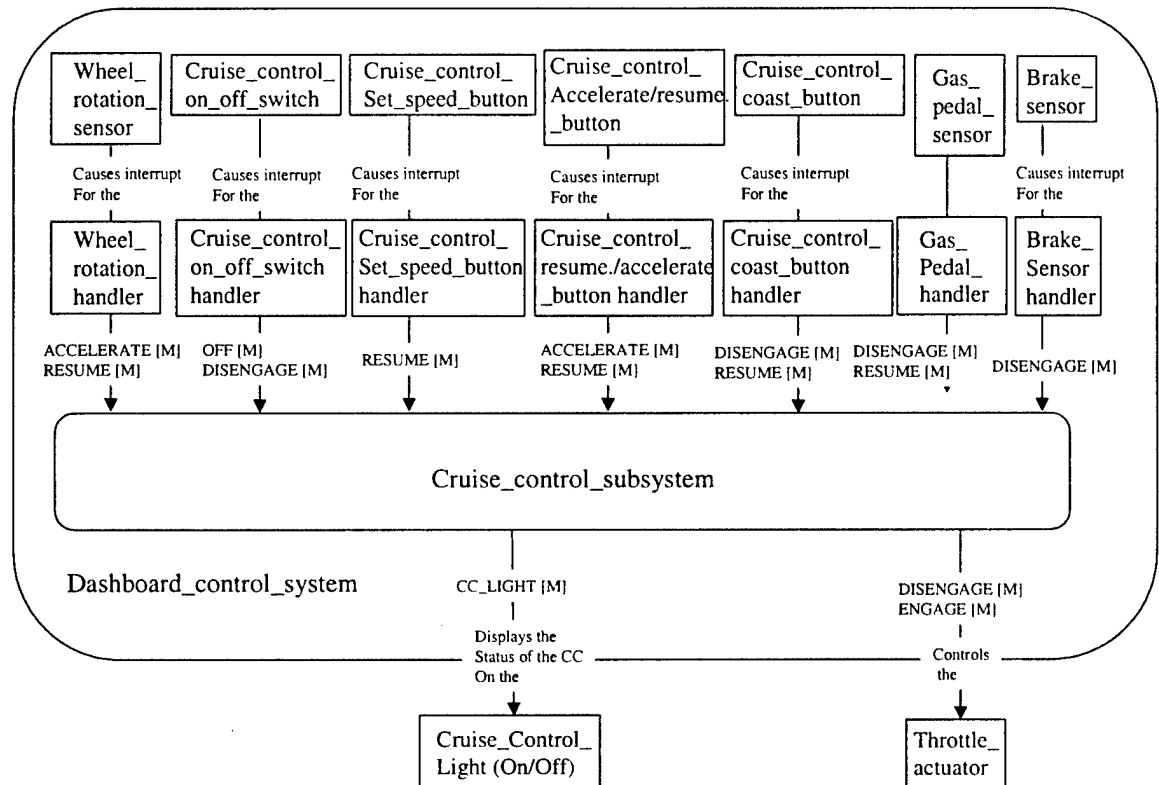 Wheel_
rotation_
sensor
Cruise_control_
on_off_switch
Cruise_control_
Set_speed_button
Cruise_control_
Accelerate/resume.
_button
Cruise_control_
coast_button
Gas_
pedal_
sensor
Brake_
sensor
Causes interrupt
For the
Causes interrupt
For the
Causes interrupt
For the
Causes interrupt
For the
Causes interrupt
For the
Causes interrupt
For the
Wheel_
rotation_
handler
Cruise_control_
on_off_switch
handler
Cruise_control_
Set_speed_button
handler
Cruise_control_
resume./accelerate
_button handler
Cruise_control_
coast_button
handler
Gas_
Pedal_
handler
Brake_
Sensor
handler
ACCELERATE [M]
RESUME [M]
OFF [M]
DISENGAGE [M]
RESUME [M]
ACCELERATE [M]
RESUME [M]
DISENGAGE [M]
RESUME [M]
DISENGAGE [M]
RESUME [M]
DISENGAGE [M]
Cruise_control_subsystem
Dashboard_control_system
CC_LIGHT [M]
DISENGAGE [M]
ENGAGE [M]
Displays the
Status of the CC
On the
Controls
the
Cruise_Control_
Light (On/Off)
Throttle_
actuator